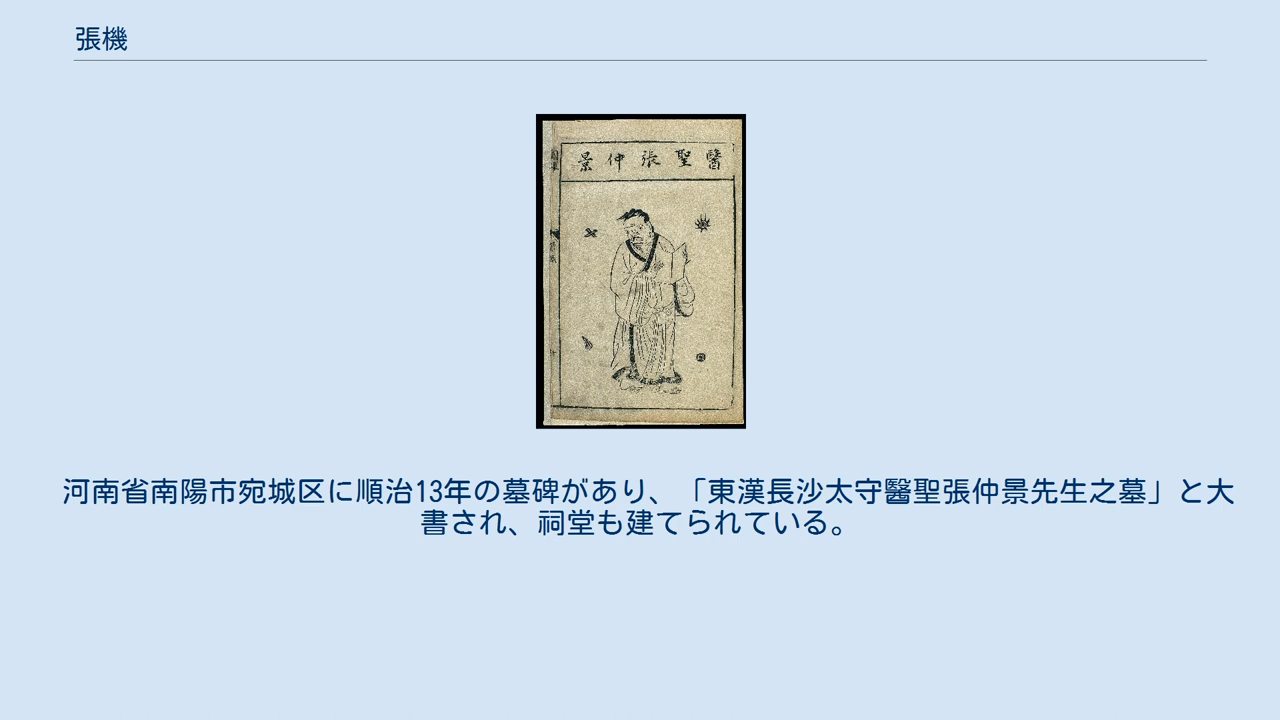 張機
醫聖張仲景
河南省南陽市宛城区に順治13年の墓碑があり、「東漢長沙太守醫聖張仲景先生之墓」と大
書され、祠堂も建てられている。